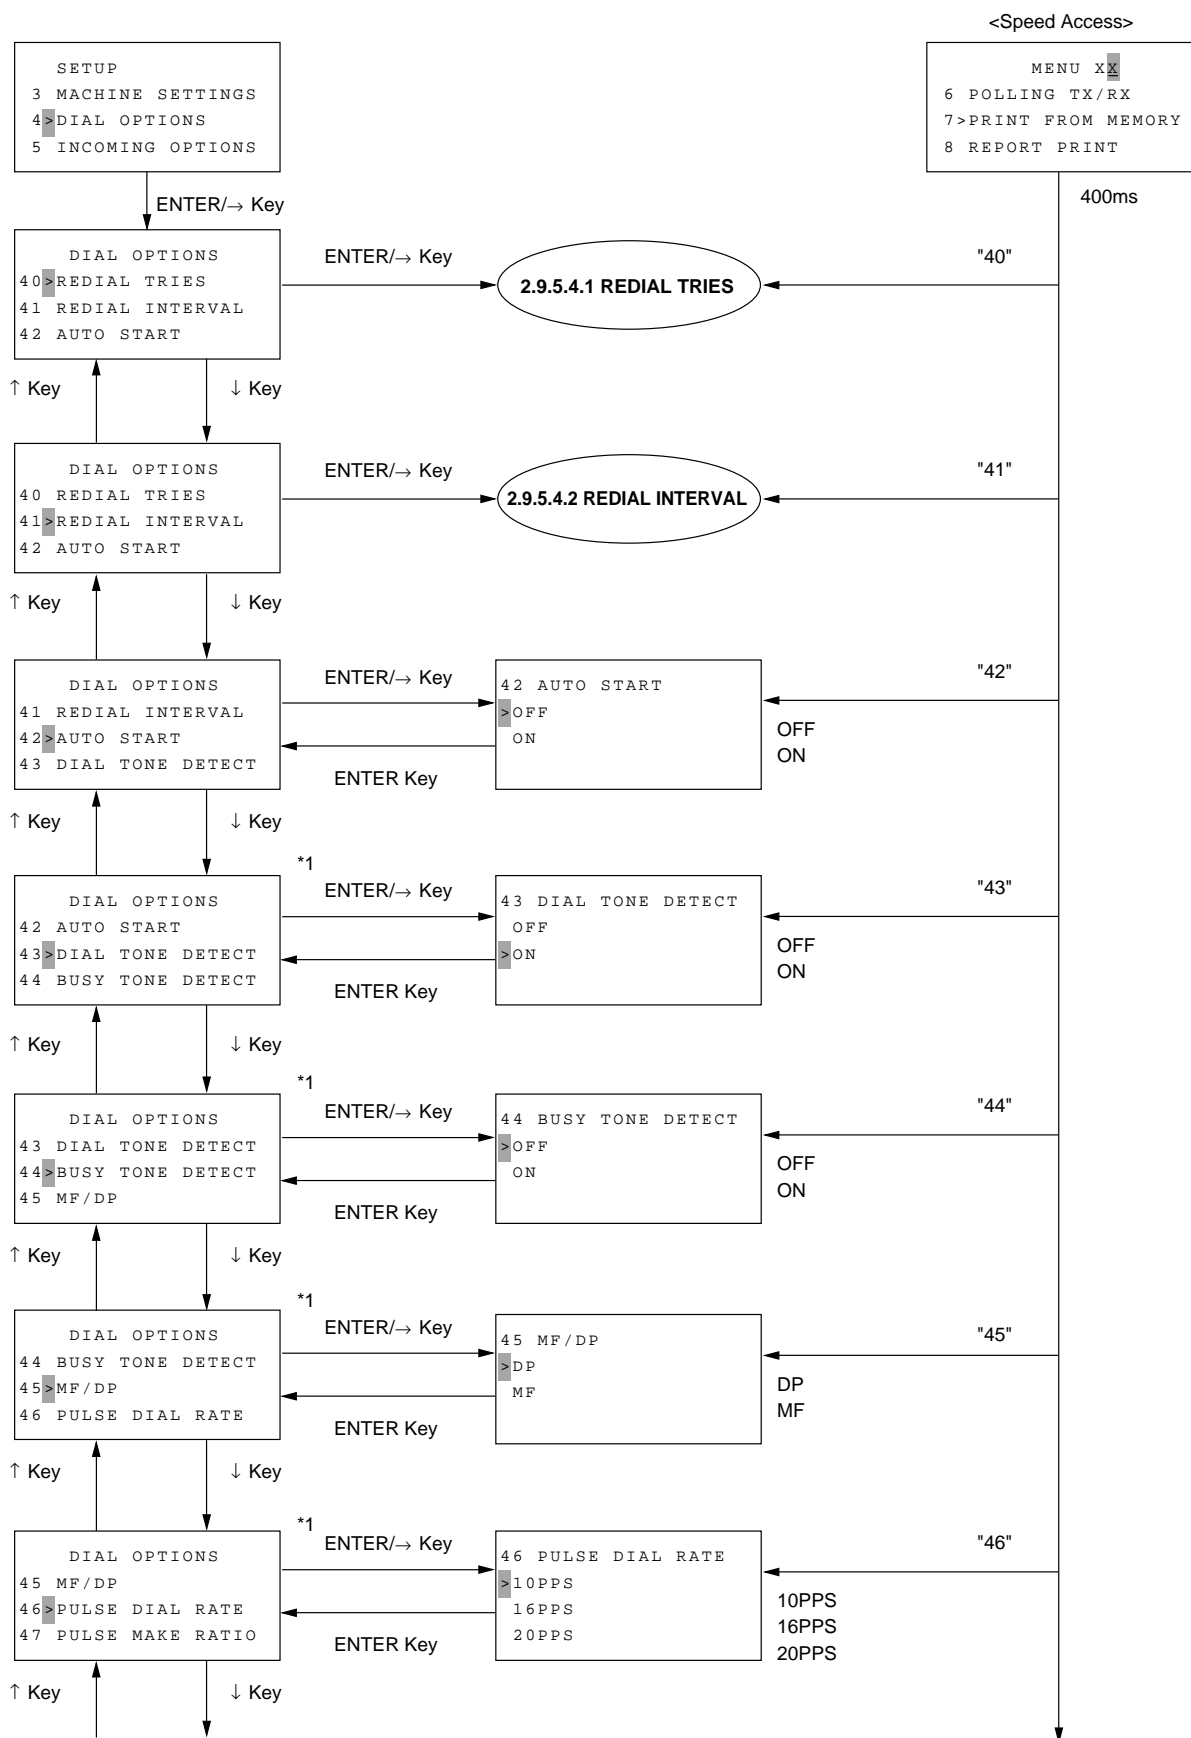 <Speed Access>
SETUP
3 MACHINE SETTINGS
4>DIAL OPTIONS
5 INCOMING OPTIONS
MENU XX
6 POLLING TX/RX
7>PRINT FROM MEMORY
8 REPORT PRINT
ENTER/→ Key
400ms
DIAL OPTIONS
40>REDIAL TRIES
41 REDIAL INTERVAL
42 AUTO START
ENTER/→ Key
2.9.5.4.1 REDIAL TRIES
"40"
↑ Key
↓ Key
DIAL OPTIONS
40 REDIAL TRIES
41>REDIAL INTERVAL
42 AUTO START
ENTER/→ Key
2.9.5.4.2 REDIAL INTERVAL
"41"
↑ Key
↓ Key
DIAL OPTIONS
41 REDIAL INTERVAL
42>AUTO START
43 DIAL TONE DETECT
ENTER/→ Key
ENTER Key
42 AUTO START
>OFF
ON
"42"
OFF
ON
↑ Key
↓ Key
DIAL OPTIONS
42 AUTO START
43>DIAL TONE DETECT
44 BUSY TONE DETECT
*1
ENTER/→ Key
ENTER Key
43 DIAL TONE DETECT
OFF
>ON
"43"
OFF
ON
↑ Key
↓ Key
DIAL OPTIONS
43 DIAL TONE DETECT
44>BUSY TONE DETECT
45 MF/DP
*1
ENTER/→ Key
ENTER Key
44 BUSY TONE DETECT
>OFF
ON
"44"
OFF
ON
↑ Key
↓ Key
DIAL OPTIONS
44 BUSY TONE DETECT
45>MF/DP
46 PULSE DIAL RATE
*1
ENTER/→ Key
ENTER Key
45 MF/DP
>DP
MF
"45"
DP
MF
↑ Key
↓ Key
DIAL OPTIONS
45 MF/DP
46>PULSE DIAL RATE
47 PULSE MAKE RATIO
*1
ENTER/→ Key
ENTER Key
46 PULSE DIAL RATE
>10PPS
16PPS
20PPS
"46"
10PPS
16PPS
20PPS
↑ Key
↓ Key